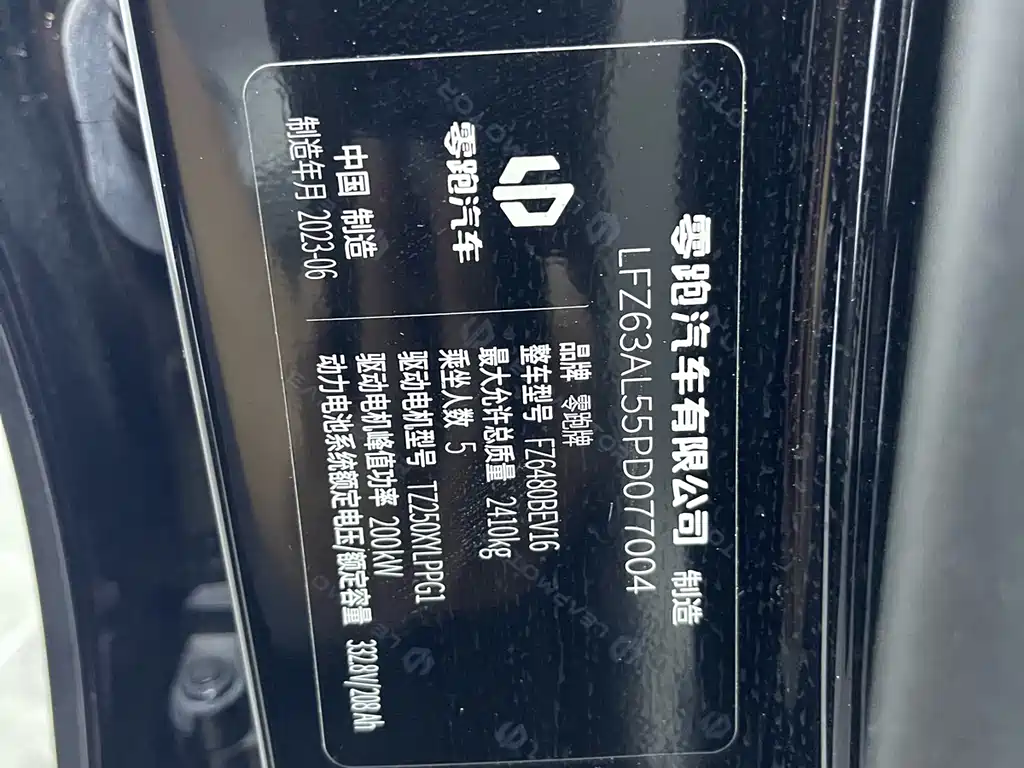 零跑汽车有限公司 制造
LFZ63AL55PD077004
零跑汽车
中国 制造
制造年月 2023-06
品牌 零跑牌
整车型号 FZ6480BEV16
最大允许总质量 2410kg
乘坐人数 5
驱动电机型号 TZ250XYLPPG1
驱动电机峰值功率 200kW
动力电池系统额定电压/额定容量 332.8V/208Ah
LEAPMOTOR